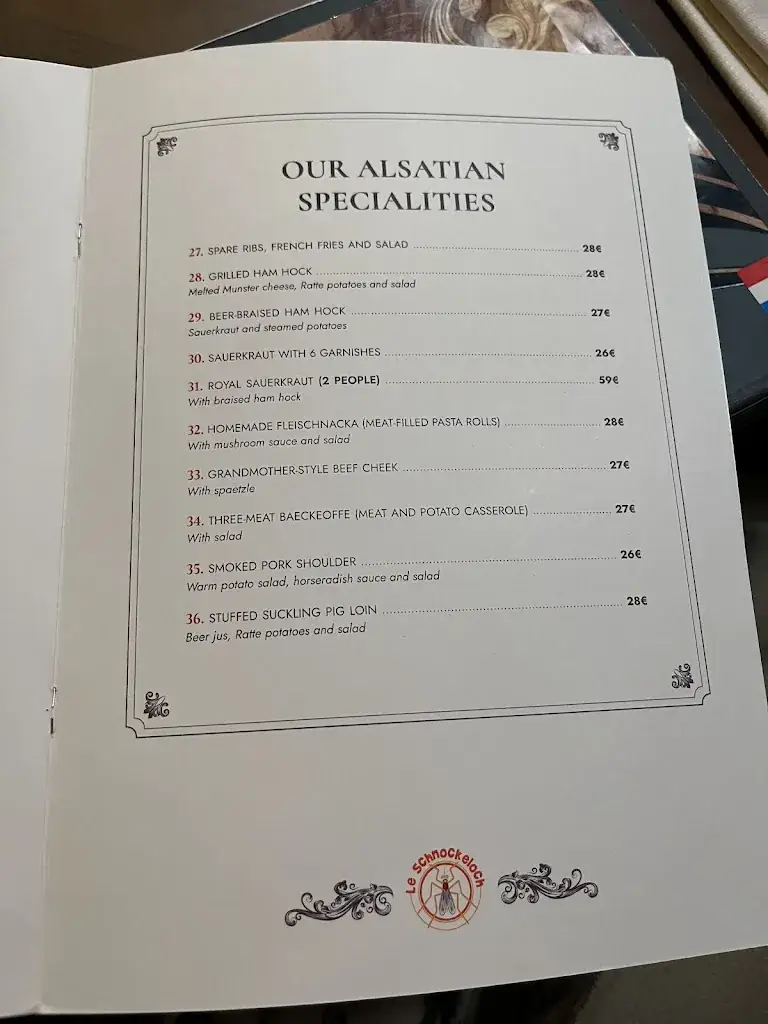 OUR ALSATIAN
SPECIALITIES
27. SPARE RIBS, FRENCH FRIES AND SALAD 28€
28. GRILLED HAM HOCK 28€
Melted Munster cheese, Ratte potatoes and salad
29. BEER-BRAISED HAM HOCK 27€
Sauerkraut and steamed potatoes
30. SAUERKRAUT WITH 6 GARNISHES 26€
31. ROYAL SAUERKRAUT (2 PEOPLE) 59€
With braised ham hock
32. HOMEMADE FLEISCHNACKA (MEAT-FILLED PASTA ROLLS) 28€
With mushroom sauce and salad
33. GRANDMOTHER-STYLE BEEF CHEEK 27€
With spaetzle
34. THREE-MEAT BAECKEOFFE (MEAT AND POTATO CASSEROLE) 27€
With salad
35. SMOKED PORK SHOULDER 26€
Warm potato salad, horseradish sauce and salad
36. STUFFED SUCKLING PIG LOIN 28€
Beer jus, Ratte potatoes and salad
Le Schnockeloch